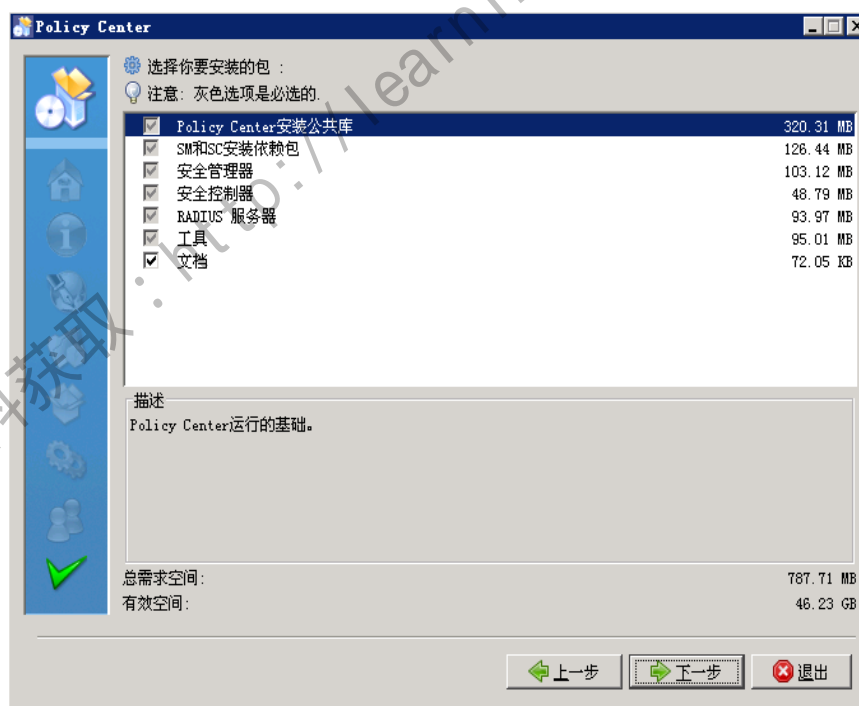 Policy Center
选择你要安装的包 :
注意: 灰色选项是必选的.
Policy Center安装公共库 320.31 MB
SM和SC安装依赖包 126.44 MB
安全管理器 103.12 MB
安全控制器 48.79 MB
RADIUS 服务器 93.97 MB
工具 95.01 MB
文档 72.05 KB
描述
Policy Center运行的基础。
总需求空间: 787.71 MB
有效空间: 46.23 GB
上一步 下一步 退出
料获取:http://learni